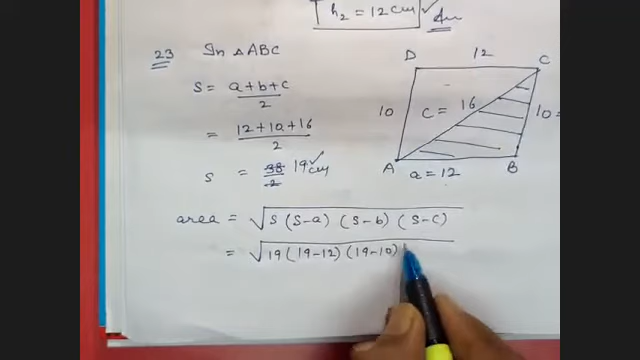 h₂ = 12 cm Ans
23 In △ABC
S = a+b+c / 2
= 12+10+16 / 2
s = 38/2 19 cm
area = √s(s-a)(s-b)(s-c)
= √19(19-12)(19-10)
D 12 C
10 c = 16 10 =
A a = 12 B